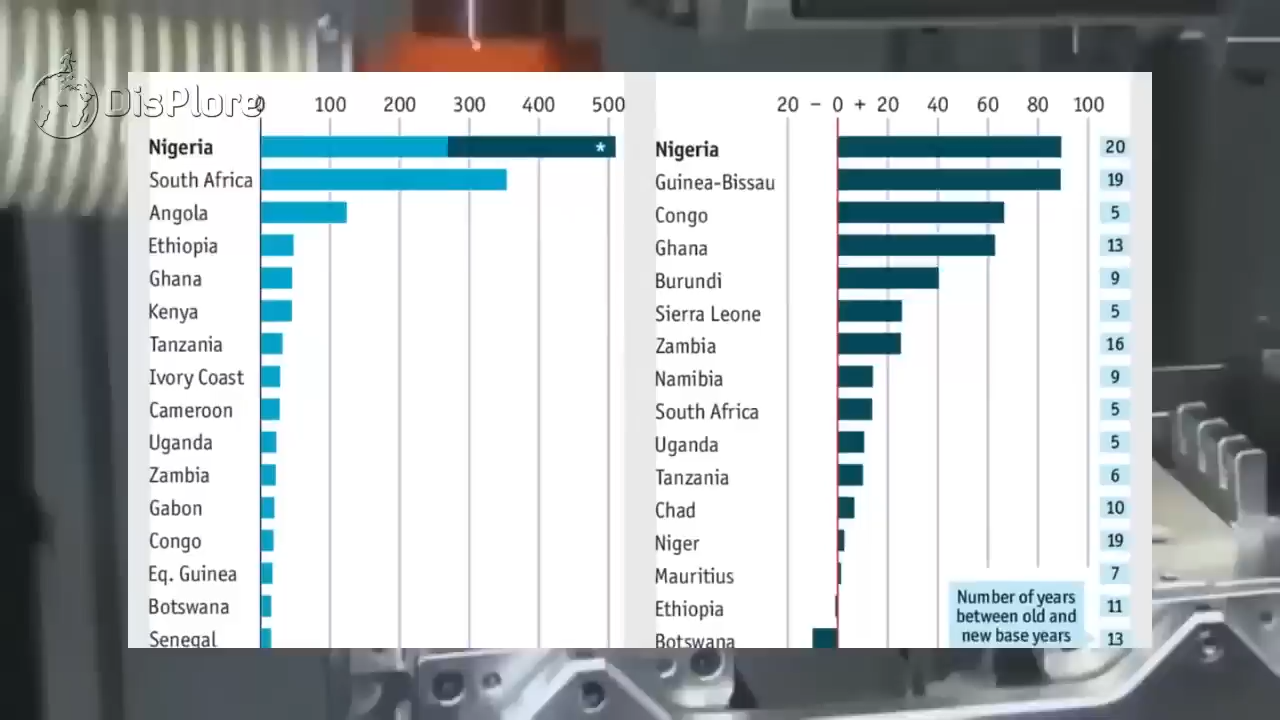 DisPlore
0 100 200 300 400 500
Nigeria *
South Africa
Angola
Ethiopia
Ghana
Kenya
Tanzania
Ivory Coast
Cameroon
Uganda
Zambia
Gabon
Congo
Eq. Guinea
Botswana
Senegal
20 – 0 + 20 40 60 80 100
Nigeria 20
Guinea-Bissau 19
Congo 5
Ghana 13
Burundi 9
Sierra Leone 5
Zambia 16
Namibia 9
South Africa 5
Uganda 5
Tanzania 6
Chad 10
Niger 19
Mauritius 7
Ethiopia 11
Botswana 13
Number of years
between old and
new base years